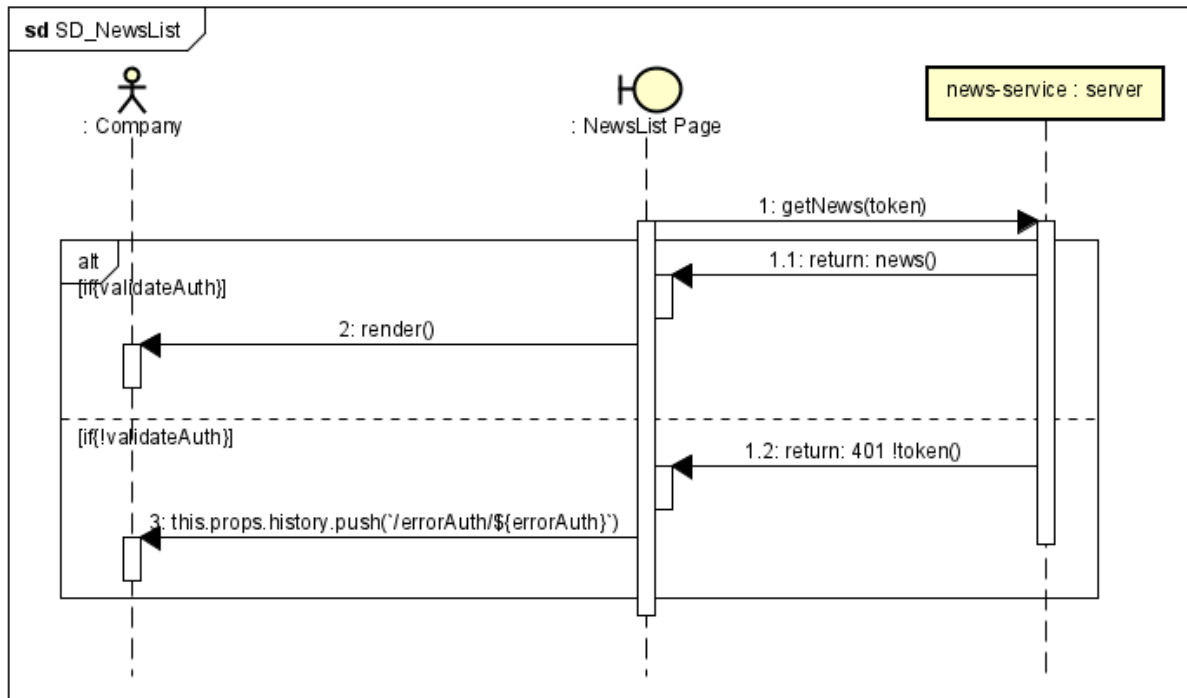 sd SD_NewsList
: Company
: NewsList Page
news-service : server
1: getNews(token)
alt
[if{validateAuth}]
1.1: return: news()
2: render()
[if{!validateAuth}]
1.2: return: 401 !token()
3: this.props.history.push(`/errorAuth/${errorAuth}`)